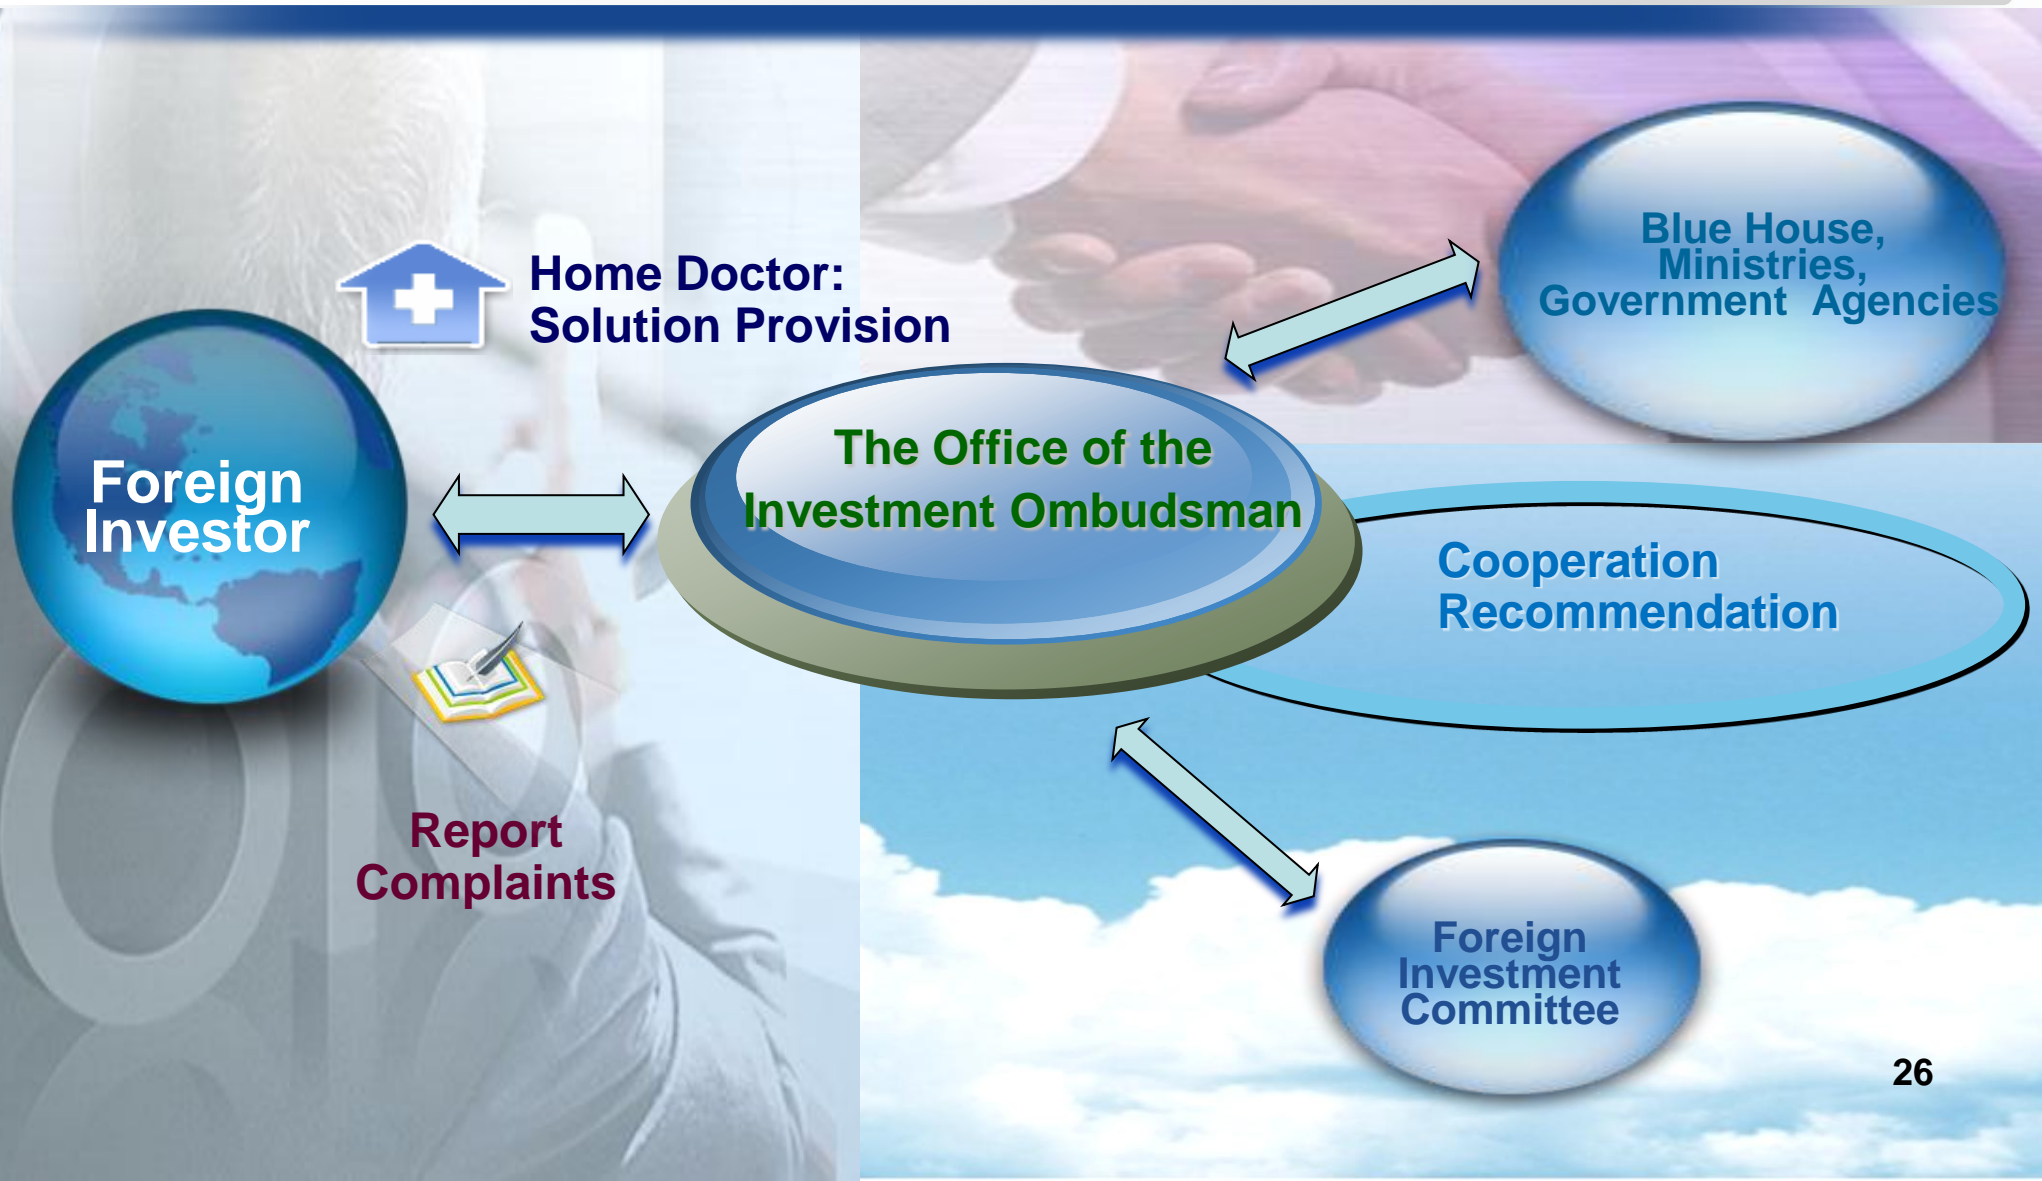 Home Doctor:
Solution Provision
Blue House,
Ministries,
Government Agencies
Foreign
Investor
The Office of the
Investment Ombudsman
Cooperation
Recommendation
Report
Complaints
Foreign
Investment
Committee
26